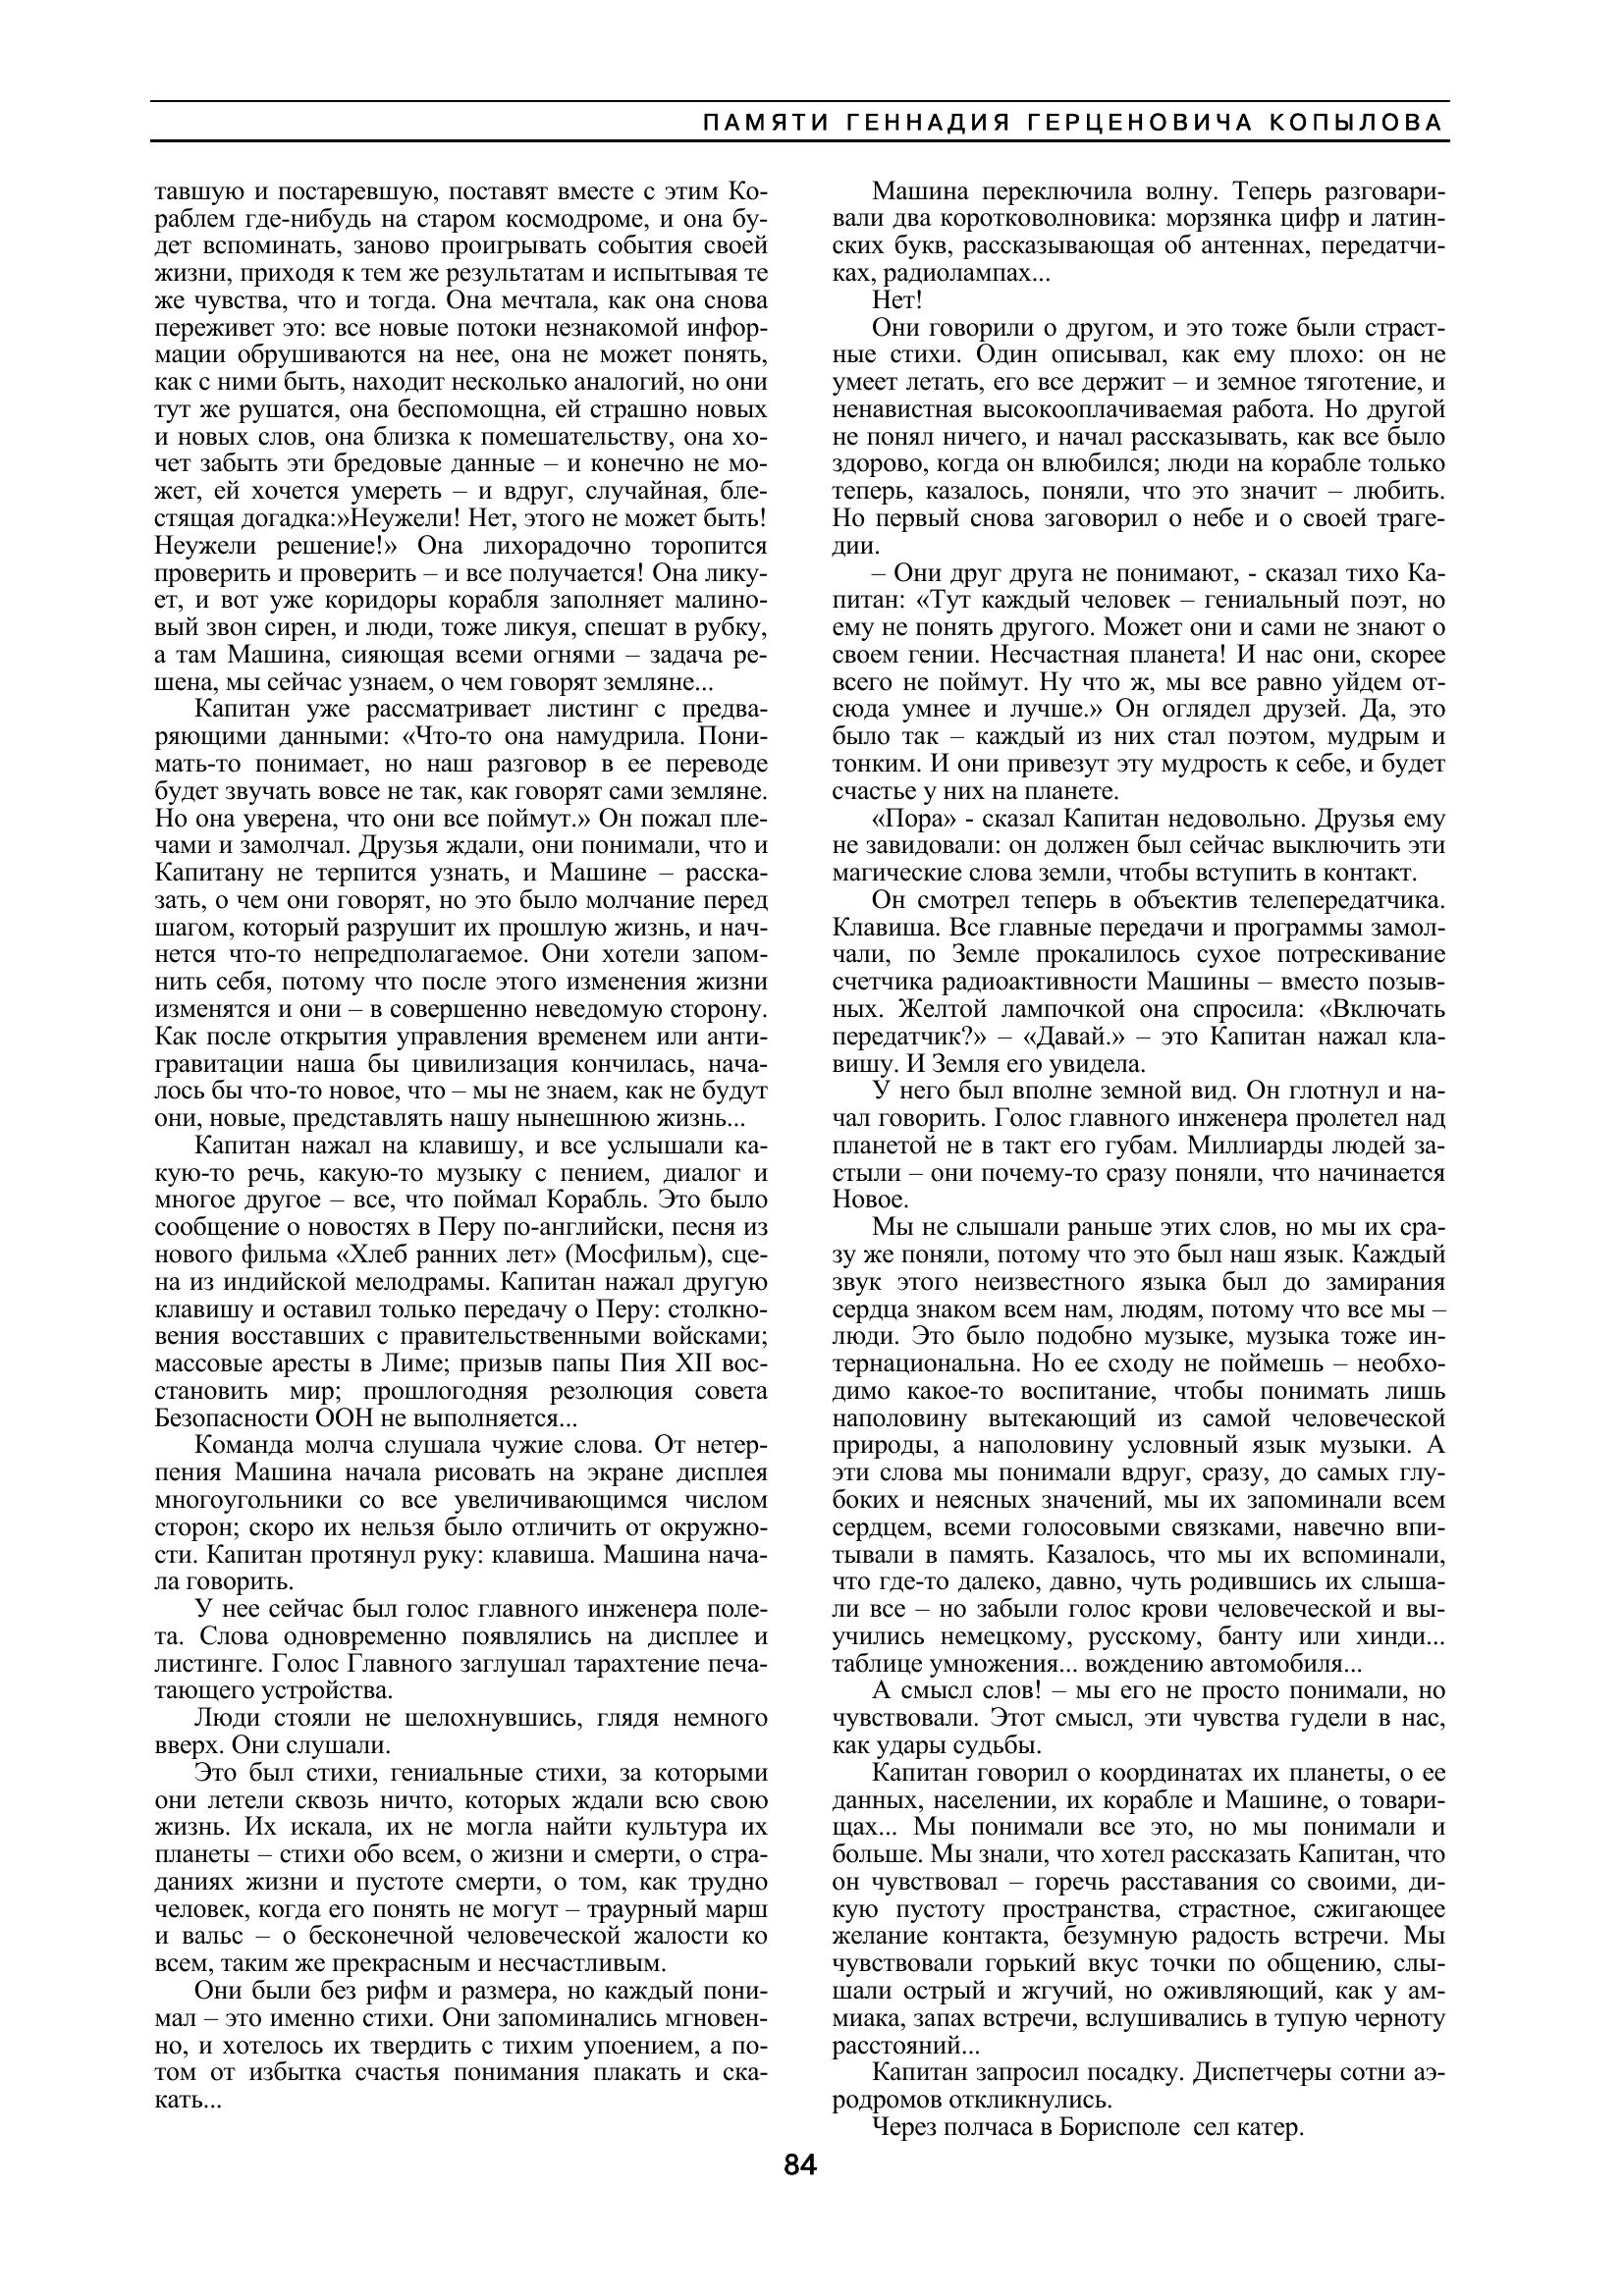 ПАМЯТИ ГЕННАДИЯ ГЕРЦЕНОВИЧА КОПЫЛОВА
тавшую и постаревшую, поставят вместе с этим Ко-
раблем где-нибудь на старом космодроме, и она бу-
дет вспоминать, заново проигрывать события своей
жизни, приходя к тем же результатам и испытывая те
же чувства, что и тогда. Она мечтала, как она снова
переживет это: все новые потоки незнакомой инфор-
мации обрушиваются на нее, она не может понять,
как с ними быть, находит несколько аналогий, но они
тут же рушатся, она беспомощна, ей страшно новых
и новых слов, она близка к помешательству, она хо-
чет забыть эти бредовые данные – и конечно не мо-
жет, ей хочется умереть – и вдруг, случайная, бле-
стящая догадка:»Неужели! Нет, этого не может быть!
Неужели решение!» Она лихорадочно торопится
проверить и проверить – и все получается! Она лику-
ет, и вот уже коридоры корабля заполняет малино-
вый звон сирен, и люди, тоже ликуя, спешат в рубку,
а там Машина, сияющая всеми огнями – задача ре-
шена, мы сейчас узнаем, о чем говорят земляне...
Капитан уже рассматривает листинг с предва-
ряющими данными: «Что-то она намудрила. Пони-
мать-то понимает, но наш разговор в ее переводе
будет звучать вовсе не так, как говорят сами земляне.
Но она уверена, что они все поймут.» Он пожал пле-
чами и замолчал. Друзья ждали, они понимали, что и
Капитану не терпится узнать, и Машине – расска-
зать, о чем они говорят, но это было молчание перед
шагом, который разрушит их прошлую жизнь, и нач-
нется что-то непредполагаемое. Они хотели запом-
нить себя, потому что после этого изменения жизни
изменятся и они – в совершенно неведомую сторону.
Как после открытия управления временем или анти-
гравитации наша бы цивилизация кончилась, нача-
лось бы что-то новое, что – мы не знаем, как не будут
они, новые, представлять нашу нынешнюю жизнь...
Капитан нажал на клавишу, и все услышали ка-
кую-то речь, какую-то музыку с пением, диалог и
многое другое – все, что поймал Корабль. Это было
сообщение о новостях в Перу по-английски, песня из
нового фильма «Хлеб ранних лет» (Мосфильм), сце-
на из индийской мелодрамы. Капитан нажал другую
клавишу и оставил только передачу о Перу: столкно-
вения восставших с правительственными войсками;
массовые аресты в Лиме; призыв папы Пия XII вос-
становить мир; прошлогодняя резолюция совета
Безопасности ООН не выполняется...
Команда молча слушала чужие слова. От нетер-
пения Машина начала рисовать на экране дисплея
многоугольники со все увеличивающимся числом
сторон; скоро их нельзя было отличить от окружно-
сти. Капитан протянул руку: клавиша. Машина нача-
ла говорить.
У нее сейчас был голос главного инженера поле-
та. Слова одновременно появлялись на дисплее и
листинге. Голос Главного заглушал тарахтение печа-
тающего устройства.
Люди стояли не шелохнувшись, глядя немного
вверх. Они слушали.
Это был стихи, гениальные стихи, за которыми
они летели сквозь ничто, которых ждали всю свою
жизнь. Их искала, их не могла найти культура их
планеты – стихи обо всем, о жизни и смерти, о стра-
даниях жизни и пустоте смерти, о том, как трудно
человек, когда его понять не могут – траурный марш
и вальс – о бесконечной человеческой жалости ко
всем, таким же прекрасным и несчастливым.
Они были без рифм и размера, но каждый пони-
мал – это именно стихи. Они запоминались мгновен-
но, и хотелось их твердить с тихим упоением, а по-
том от избытка счастья понимания плакать и ска-
кать...
Машина переключила волну. Теперь разговари-
вали два коротковолновика: морзянка цифр и латин-
ских букв, рассказывающая об антеннах, передатчи-
ках, радиолампах...
Нет!
Они говорили о другом, и это тоже были страст-
ные стихи. Один описывал, как ему плохо: он не
умеет летать, его все держит – и земное тяготение, и
ненавистная высокооплачиваемая работа. Но другой
не понял ничего, и начал рассказывать, как все было
здорово, когда он влюбился; люди на корабле только
теперь, казалось, поняли, что это значит – любить.
Но первый снова заговорил о небе и о своей траге-
дии.
– Они друг друга не понимают, - сказал тихо Ка-
питан: «Тут каждый человек – гениальный поэт, но
ему не понять другого. Может они и сами не знают о
своем гении. Несчастная планета! И нас они, скорее
всего не поймут. Ну что ж, мы все равно уйдем от-
сюда умнее и лучше.» Он оглядел друзей. Да, это
было так – каждый из них стал поэтом, мудрым и
тонким. И они привезут эту мудрость к себе, и будет
счастье у них на планете.
«Пора» - сказал Капитан недовольно. Друзья ему
не завидовали: он должен был сейчас выключить эти
магические слова земли, чтобы вступить в контакт.
Он смотрел теперь в объектив телепередатчика.
Клавиша. Все главные передачи и программы замол-
чали, по Земле прокалилось сухое потрескивание
счетчика радиоактивности Машины – вместо позыв-
ных. Желтой лампочкой она спросила: «Включать
передатчик?» – «Давай.» – это Капитан нажал кла-
вишу. И Земля его увидела.
У него был вполне земной вид. Он глотнул и на-
чал говорить. Голос главного инженера пролетел над
планетой не в такт его губам. Миллиарды людей за-
стыли – они почему-то сразу поняли, что начинается
Новое.
Мы не слышали раньше этих слов, но мы их сра-
зу же поняли, потому что это был наш язык. Каждый
звук этого неизвестного языка был до замирания
сердца знаком всем нам, людям, потому что все мы –
люди. Это было подобно музыке, музыка тоже ин-
тернациональна. Но ее сходу не поймешь – необхо-
димо какое-то воспитание, чтобы понимать лишь
наполовину вытекающий из самой человеческой
природы, а наполовину условный язык музыки. А
эти слова мы понимали вдруг, сразу, до самых глу-
боких и неясных значений, мы их запоминали всем
сердцем, всеми голосовыми связками, навечно впи-
тывали в память. Казалось, что мы их вспоминали,
что где-то далеко, давно, чуть родившись их слыша-
ли все – но забыли голос крови человеческой и вы-
учились немецкому, русскому, банту или хинди...
таблице умножения... вождению автомобиля...
А смысл слов! – мы его не просто понимали, но
чувствовали. Этот смысл, эти чувства гудели в нас,
как удары судьбы.
Капитан говорил о координатах их планеты, о ее
данных, населении, их корабле и Машине, о товари-
щах... Мы понимали все это, но мы понимали и
больше. Мы знали, что хотел рассказать Капитан, что
он чувствовал – горечь расставания со своими, ди-
кую пустоту пространства, страстное, сжигающее
желание контакта, безумную радость встречи. Мы
чувствовали горький вкус точки по общению, слы-
шали острый и жгучий, но оживляющий, как у ам-
миака, запах встречи, вслушивались в тупую черноту
расстояний...
Капитан запросил посадку. Диспетчеры сотни аэ-
родромов откликнулись.
Через полчаса в Борисполе сел катер.
84